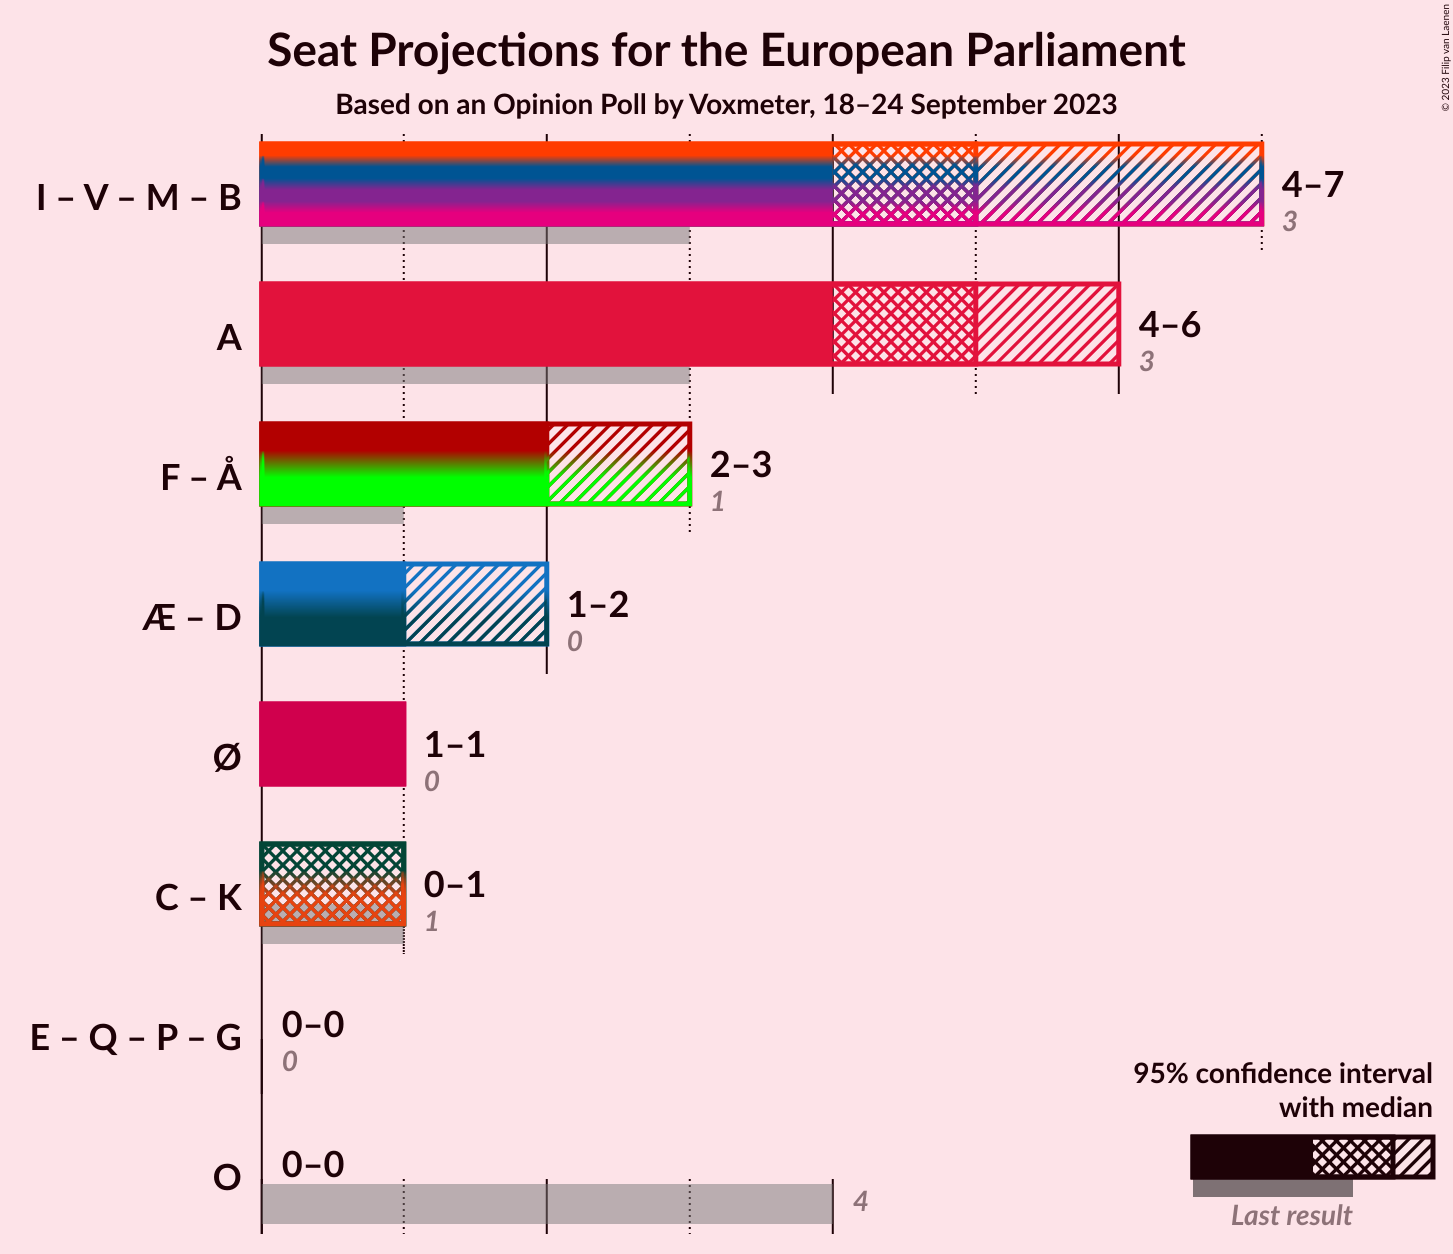 Seat Projections for the European Parliament
Based on an Opinion Poll by Voxmeter, 18–24 September 2023
© 2023 Filip van Laenen
I – V – M – B
4–7
3
A
4–6
3
F – Å
2–3
1
Æ – D
1–2
0
Ø
1–1
0
C – K
0–1
1
E – Q – P – G
0–0
0
O
0–0
4
95% confidence interval
with median
Last result